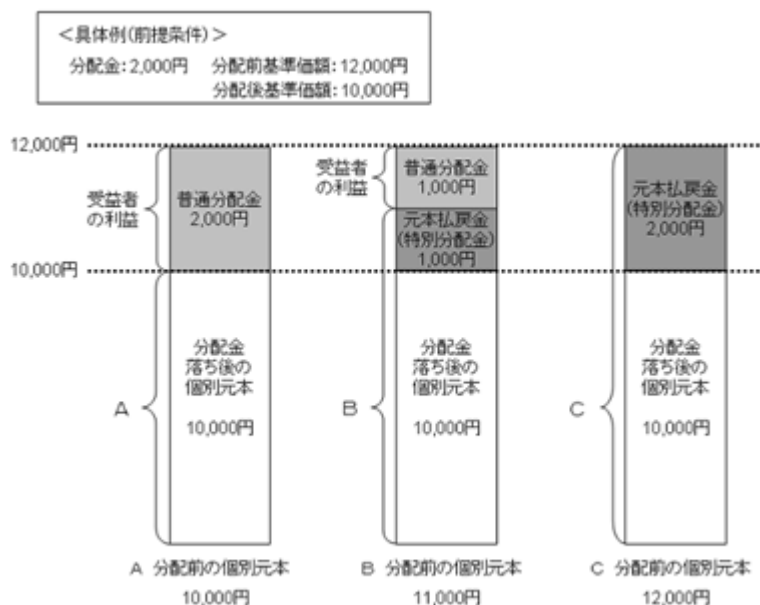 ＜具体例(前提条件)＞
分配金:2,000円　分配前基準価額:12,000円
分配後基準価額:10,000円
12,000円
受益者
の利益
普通分配金
2,000円
10,000円
A
分配金
落ち後の
個別元本
10,000円
A 分配前の個別元本
10,000円
受益者
の利益
普通分配金
1,000円
元本払戻金
(特別分配金)
1,000円
B
分配金
落ち後の
個別元本
10,000円
B 分配前の個別元本
11,000円
元本払戻金
(特別分配金)
2,000円
C
分配金
落ち後の
個別元本
10,000円
C 分配前の個別元本
12,000円